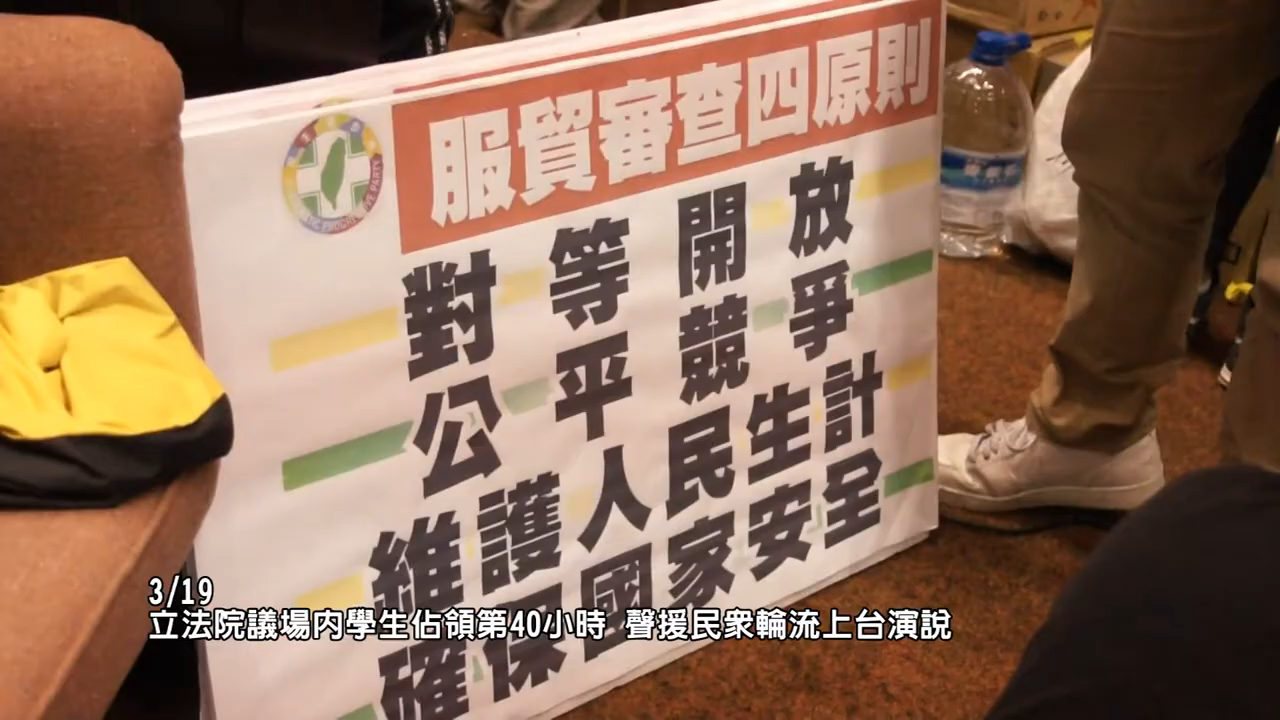 服貿審查四原則
對等開放
公平競爭
維護人民生計
確保國家安全
3/19
立法院議場內學生佔領第40小時 聲援民眾輪流上台演說